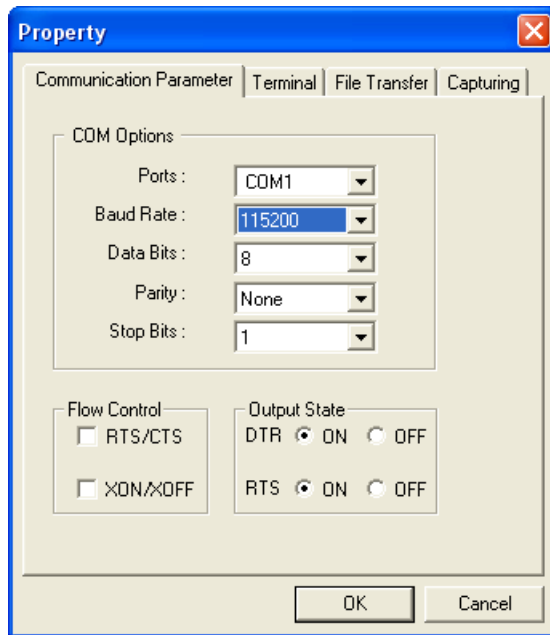 Property
Communication Parameter Terminal File Transfer Capturing
COM Options
Ports : COM1
Baud Rate : 115200
Data Bits : 8
Parity : None
Stop Bits : 1
Flow Control Output State
RTS/CTS DTR ON OFF
XON/XOFF RTS ON OFF
OK Cancel